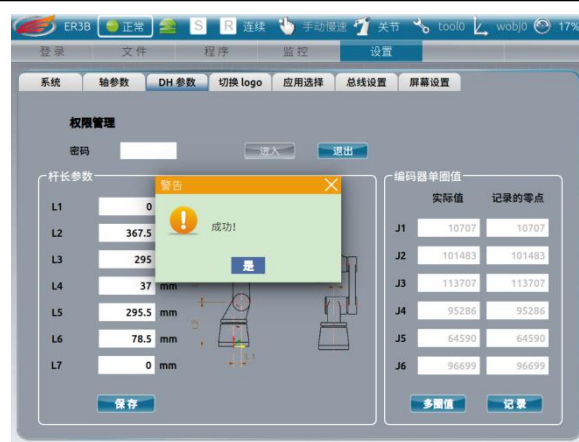 ER3B 正常 S R 连续 手动慢速 关节 tool0 wobj0 17%
登录 文件 程序 监控 设置
系统 轴参数 DH 参数 切换 logo 应用选择 总线设置 屏幕设置
权限管理
密码 进入 退出
杆长参数 编码器单圈值
警告
成功!
是
实际值 记录的零点
L1 0
L2 367.5
L3 295
L4 37 mm
L5 295.5 mm
L6 78.5 mm
L7 0 mm
L1
J1 10707 10707
J2 101483 101483
J3 113707 113707
J4 95286 95286
J5 64590 64590
J6 96699 96699
保存 多圈值 记录